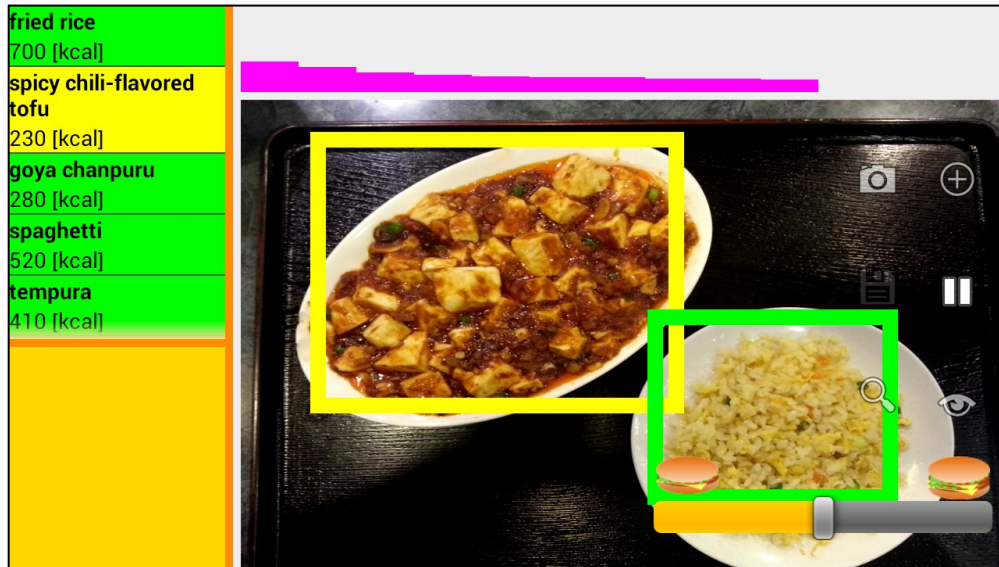 fried rice
700 [kcal]
spicy chili-flavored
tofu
230 [kcal]
goya chanpuru
280 [kcal]
spaghetti
520 [kcal]
tempura
410 [kcal]